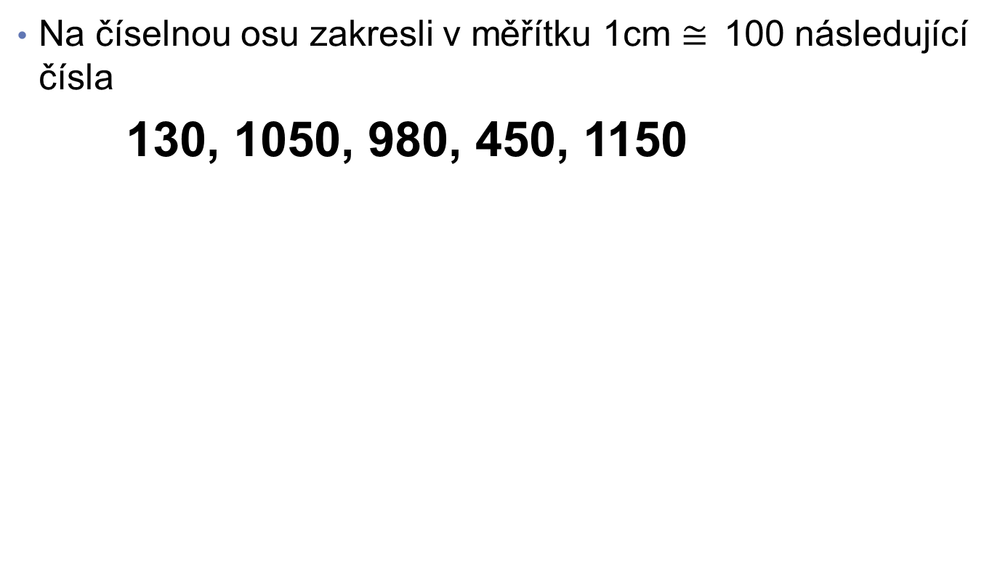 • Na číselnou osu zakresli v měřítku 1cm ≅ 100 následující
čísla
130, 1050, 980, 450, 1150